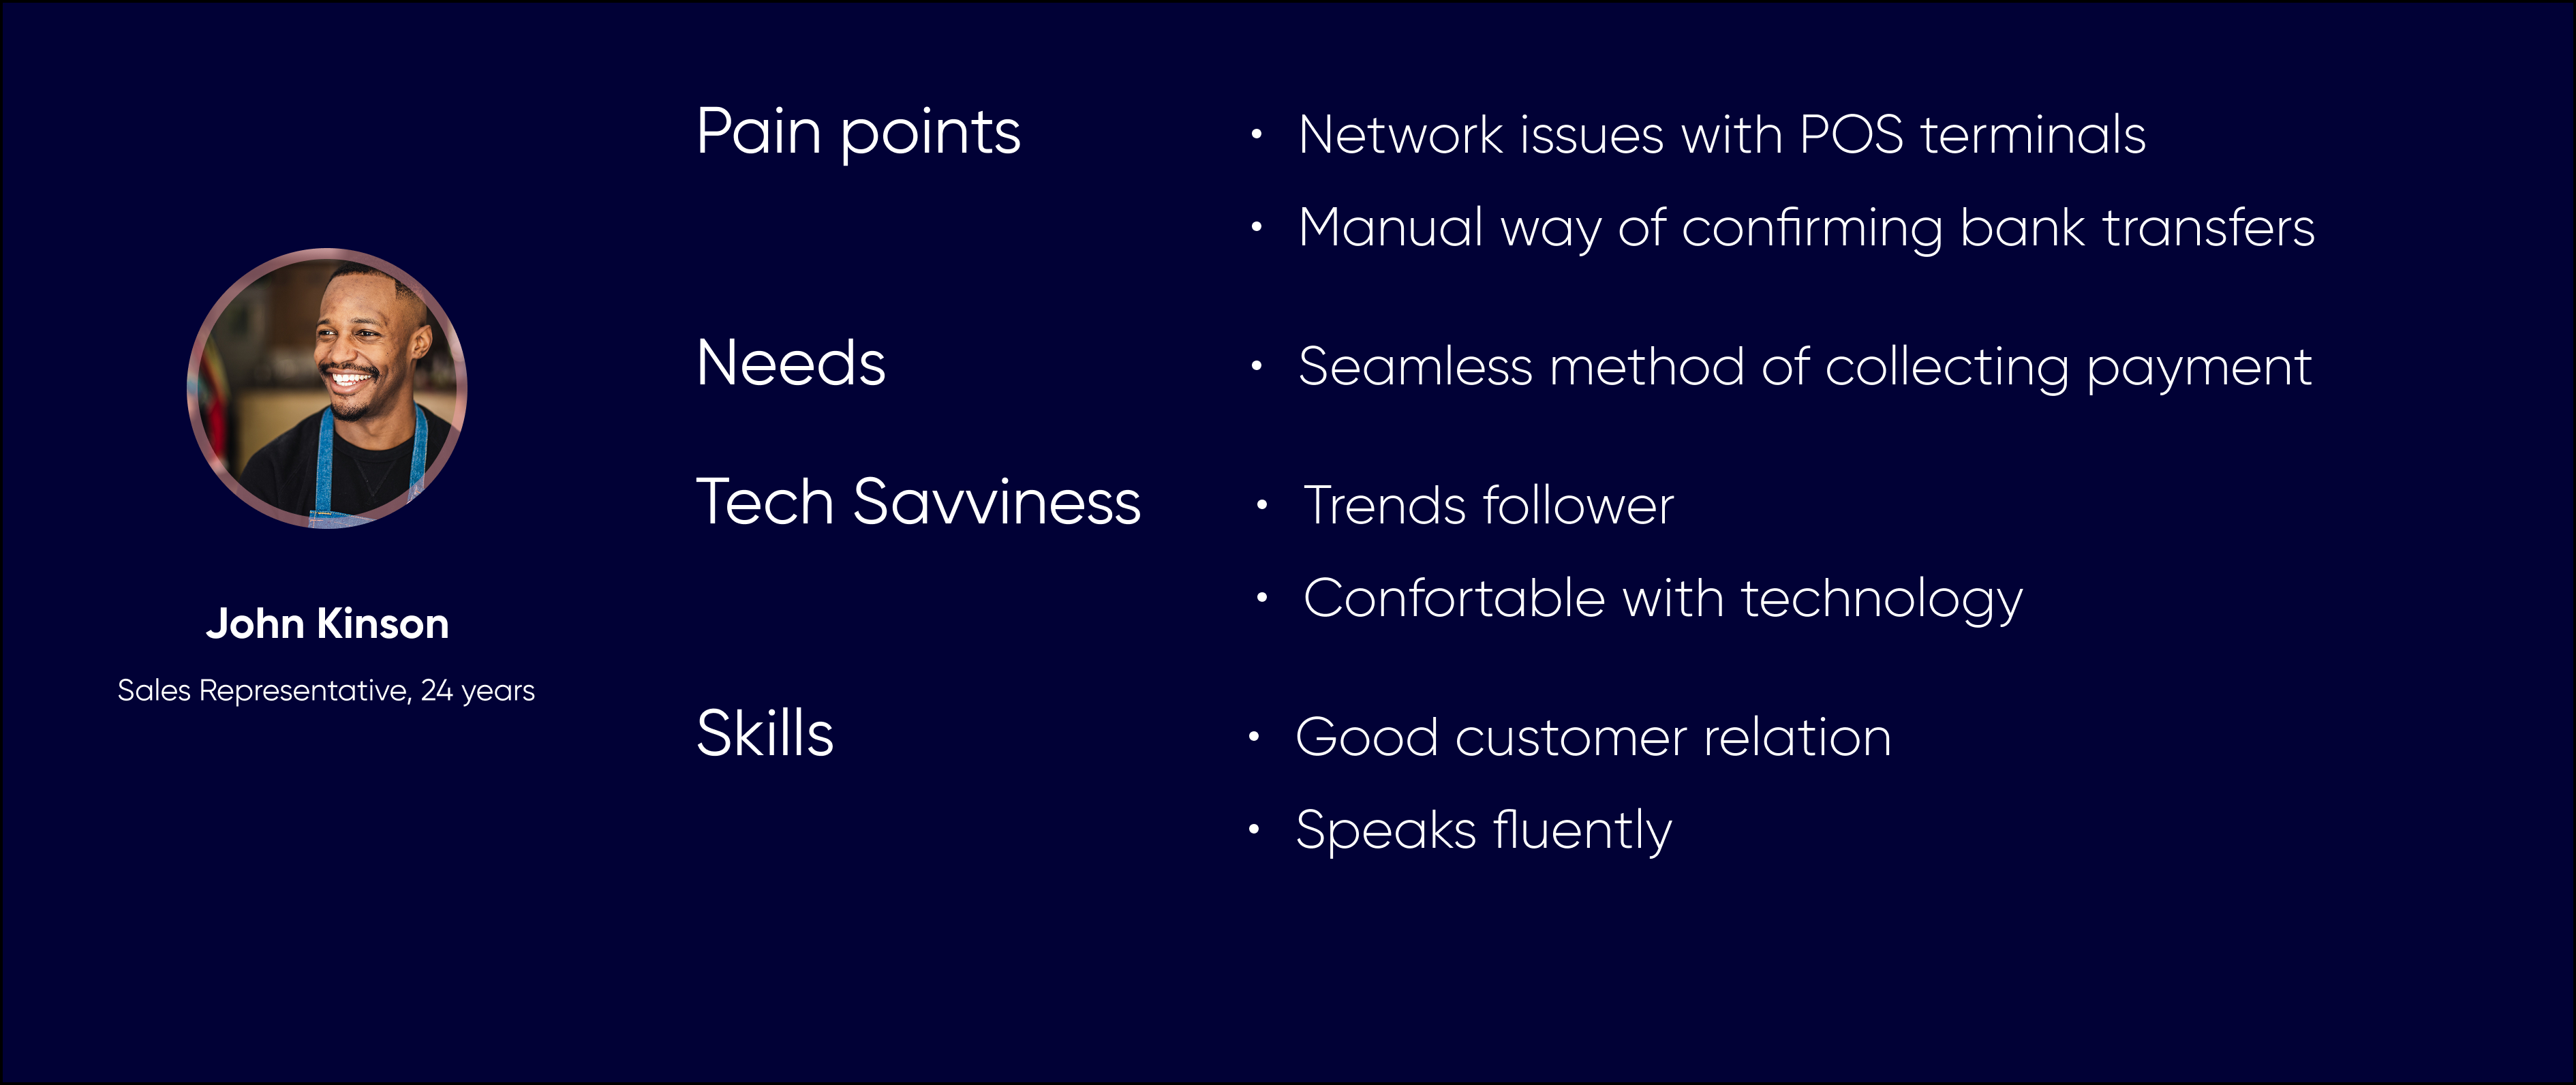 John Kinson
Sales Representative, 24 years
Pain points
• Network issues with POS terminals
• Manual way of confirming bank transfers
Needs
• Seamless method of collecting payment
Tech Savviness
• Trends follower
• Confortable with technology
Skills
• Good customer relation
• Speaks fluently